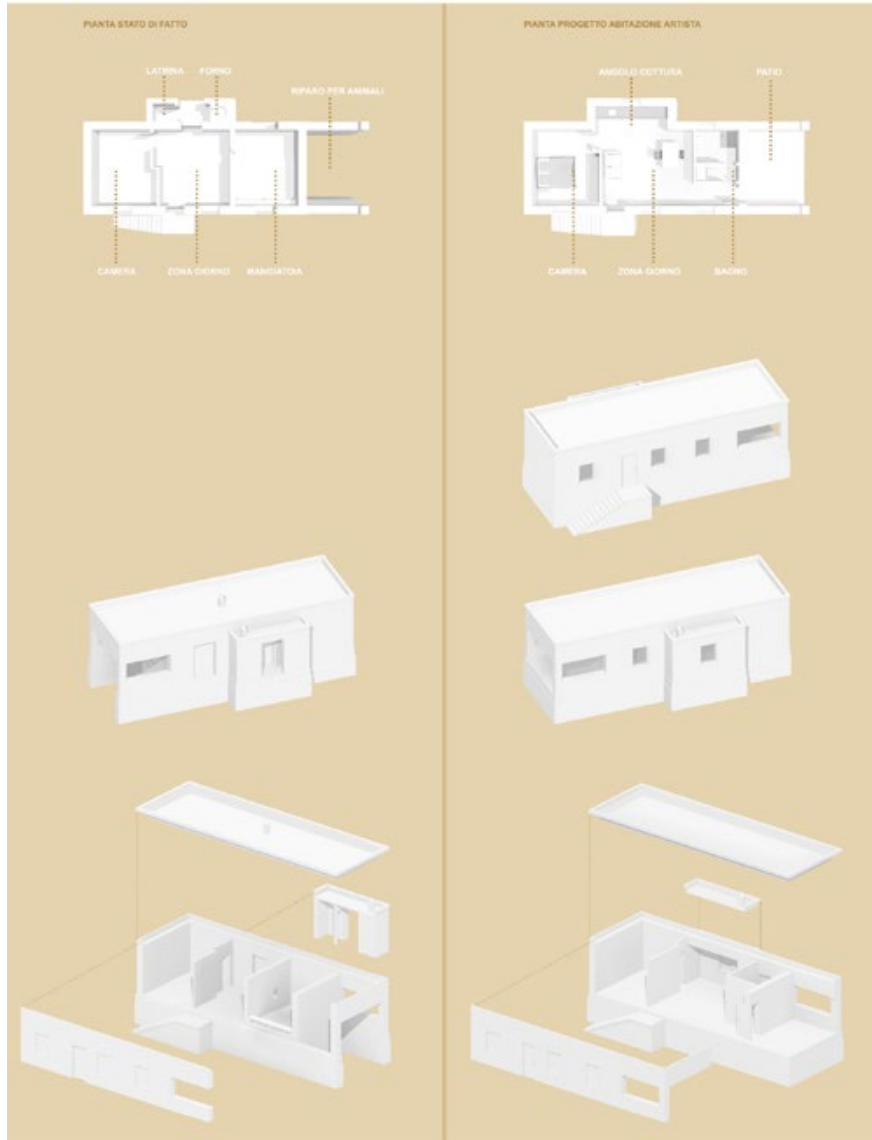 PIANTA STATO DI FATTO
LATRINA
FORNO
RIPARO PER ANIMALI
CAMERA
ZONA GIORNO
MANGIATOIA
PIANTA PROGETTO ABITAZIONE ARTISTA
ANGOLO COTTURA
PATIO
CAMERA
ZONA GIORNO
BAGNO